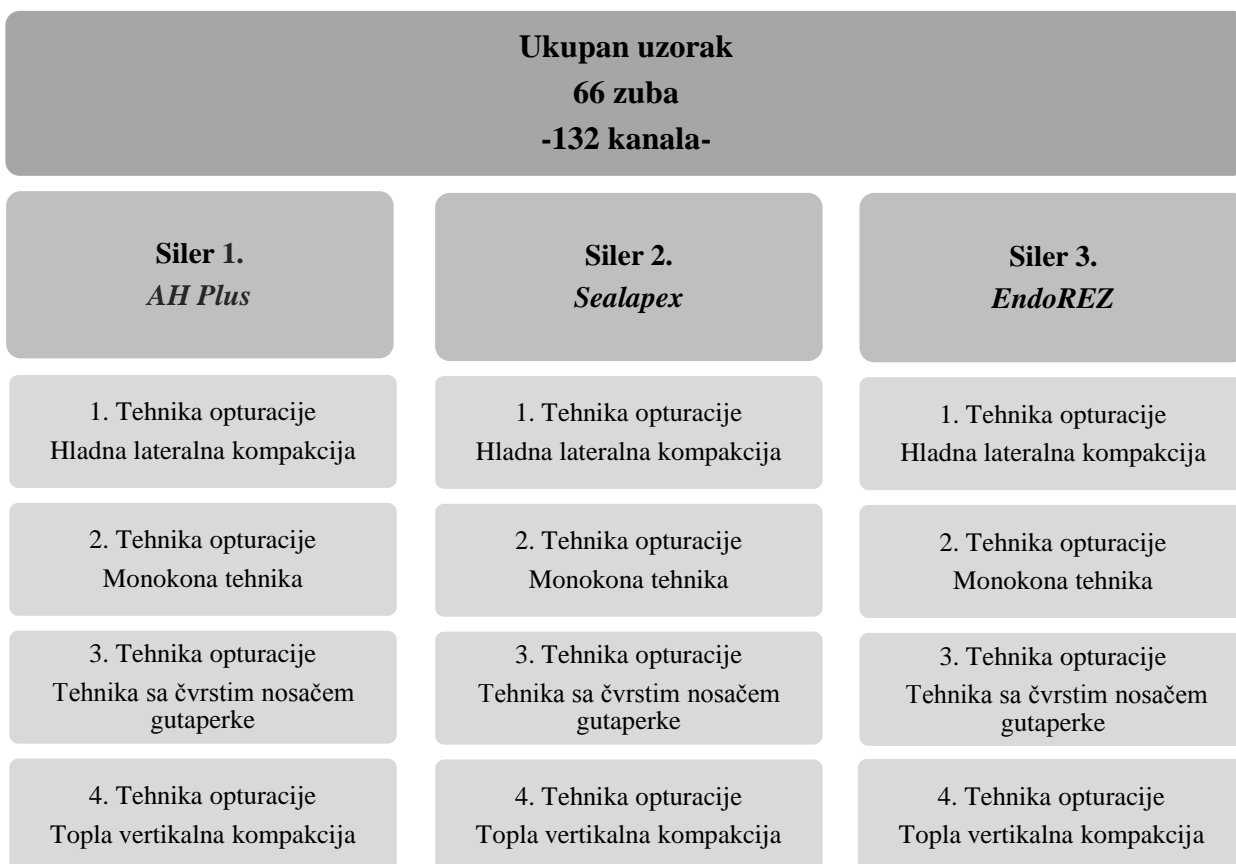 Ukupan uzorak
66 zuba
-132 kanala-
Siler 1.
AH Plus
Siler 2.
Sealapex
Siler 3.
EndoREZ
1. Tehnika opturacije
Hladna lateralna kompakcija
2. Tehnika opturacije
Monokona tehnika
3. Tehnika opturacije
Tehnika sa čvrstim nosačem
gutaperke
4. Tehnika opturacije
Topla vertikalna kompakcija
1. Tehnika opturacije
Hladna lateralna kompakcija
2. Tehnika opturacije
Monokona tehnika
3. Tehnika opturacije
Tehnika sa čvrstim nosačem
gutaperke
4. Tehnika opturacije
Topla vertikalna kompakcija
1. Tehnika opturacije
Hladna lateralna kompakcija
2. Tehnika opturacije
Monokona tehnika
3. Tehnika opturacije
Tehnika sa čvrstim nosačem
gutaperke
4. Tehnika opturacije
Topla vertikalna kompakcija